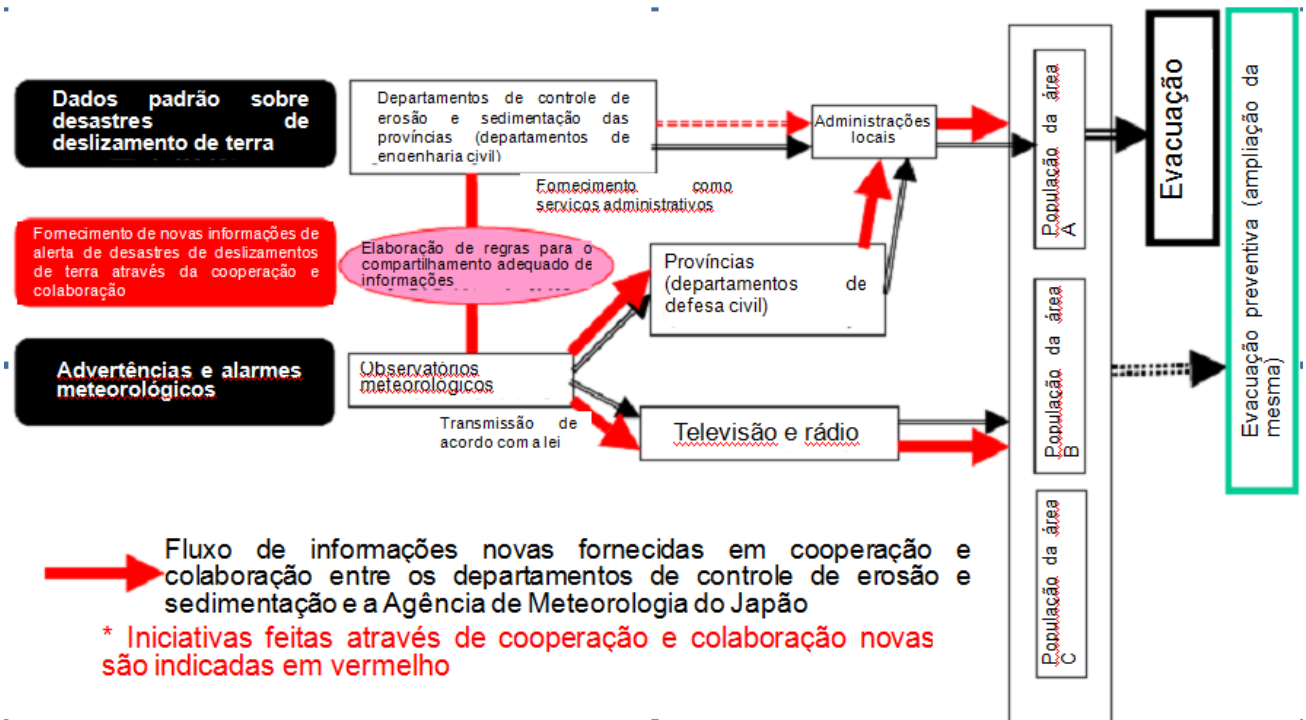 Dados padrão sobre
desastres de
deslizamento de terra
Departamentos de controle de
erosão e sedimentação das
províncias (departamentos de
engenharia civil)
Administrações
locais
Fornecimento como
serviços administrativos
Fornecimento de novas informações de
alerta de desastres de deslizamentos
de terra através da cooperação e
colaboração
Elaboração de regras para o
compartilhamento adequado de
informações
Províncias
(departamentos de
defesa civil)
Advertências e alarmes
meteorológicos
Observatórios
meteorológicos
Transmissão de
acordo com a lei
Televisão e rádio
População da área
A
População da área
B
População da área
C
Evacuação
Evacuação preventiva (ampliação da
mesma)
Fluxo de informações novas fornecidas em cooperação e
colaboração entre os departamentos de controle de erosão e
sedimentação e a Agência de Meteorologia do Japão
* Iniciativas feitas através de cooperação e colaboração novas
são indicadas em vermelho